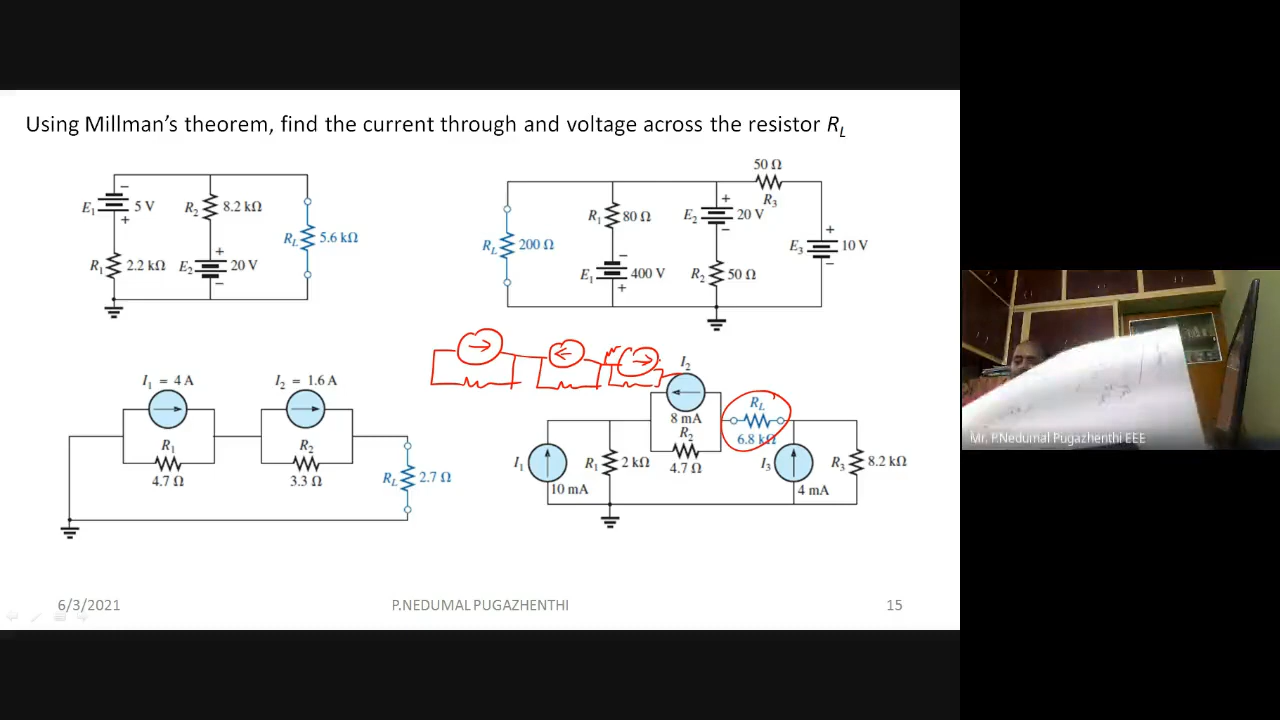 Using Millman's theorem, find the current through and voltage across the resistor R_L
E₁ 5 V − +
R₁ 2.2 kΩ
R₂ 8.2 kΩ
E₂ 20 V + −
R_L 5.6 kΩ
R_L 200 Ω
R₁ 80 Ω
E₁ 400 V − +
E₂ 20 V + −
R₂ 50 Ω
50 Ω
R₃
E₃ 10 V + −
I₁ = 4 A
R₁
4.7 Ω
I₂ = 1.6 A
R₂
3.3 Ω
R_L 2.7 Ω
I₁
10 mA
R₁ 2 kΩ
I₂
8 mA
R₂
4.7 Ω
R_L
6.8 kΩ
I₃
4 mA
R₃ 8.2 kΩ
Mr. P.Nedumal Pugazhenthi EEE
6/3/2021
P.NEDUMAL PUGAZHENTHI
15